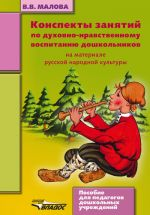 В.В. МАЛОВА
Конспекты занятий
по духовно-нравственному
воспитанию дошкольников
на материале
русской народной культуры
Пособие
для педагогов
дошкольных
учреждений
ВЛАДОС